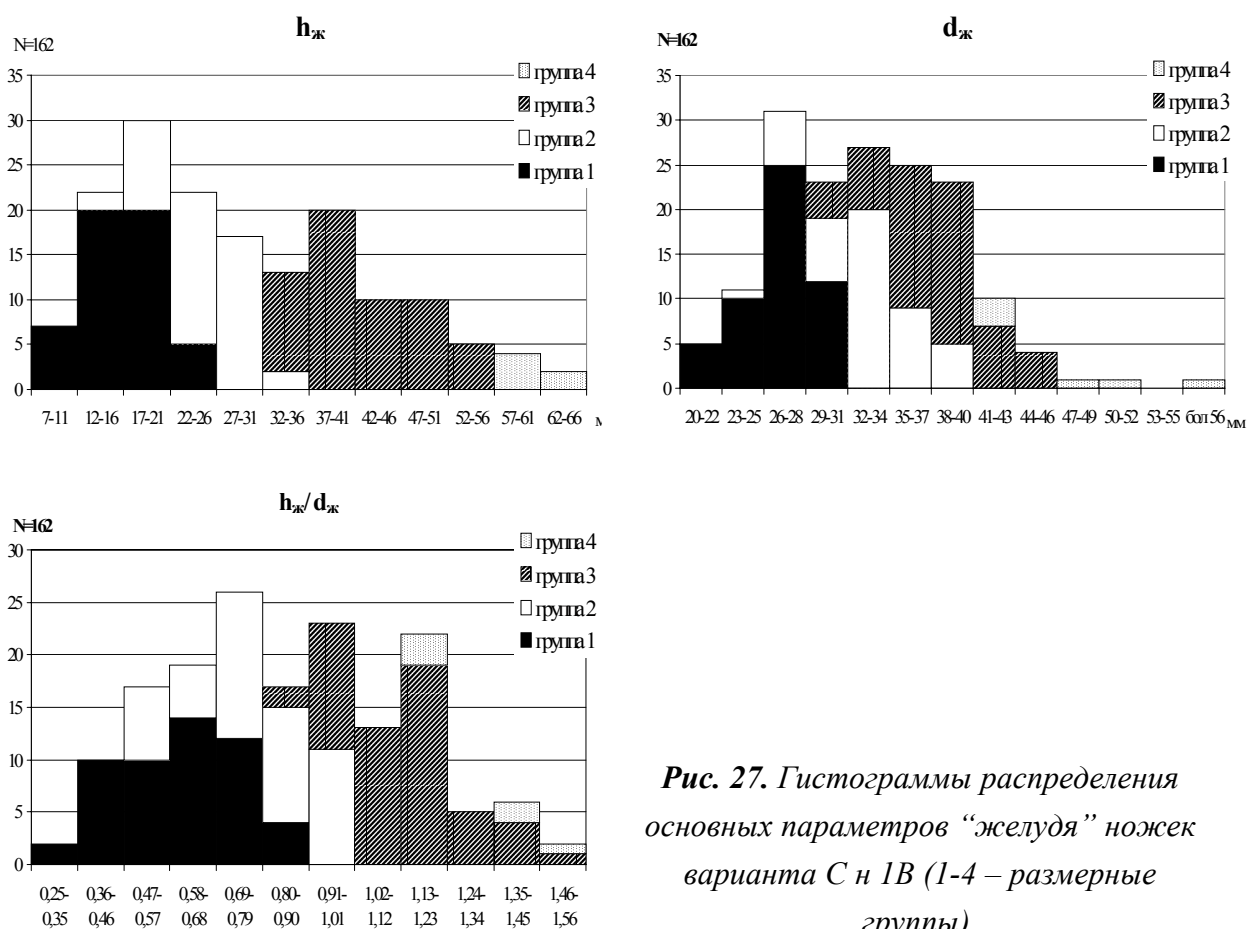 hж
N=162
группа 4
группа 3
группа 2
группа 1
35
30
25
20
15
10
5
0
7-11 12-16 17-21 22-26 27-31 32-36 37-41 42-46 47-51 52-56 57-61 62-66
dж
N=162
группа 4
группа 3
группа 2
группа 1
35
30
25
20
15
10
5
0
20-22 23-25 26-28 29-31 32-34 35-37 38-40 41-43 44-46 47-49 50-52 53-55 бол 56 мм
hж/dж
N=162
группа 4
группа 3
группа 2
группа 1
30
25
20
15
10
5
0
0,25- 0,36- 0,47- 0,58- 0,69- 0,80- 0,91- 1,02- 1,13- 1,24- 1,35- 1,46-
0,35 0,46 0,57 0,68 0,79 0,90 1,01 1,12 1,23 1,34 1,45 1,56
Рис. 27. Гистограммы распределения
основных параметров “желудя” ножек
варианта С н 1В (1-4 – размерные
группы)